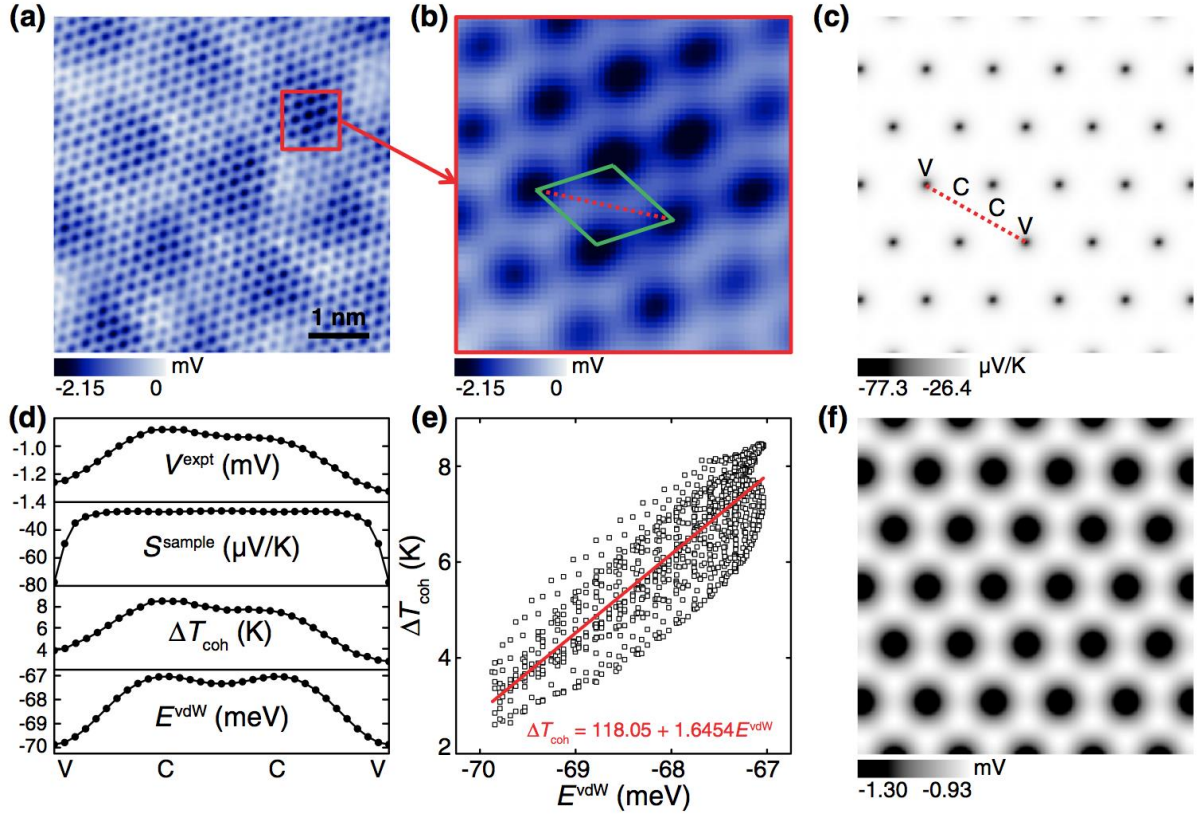 (a)
1 nm
mV
-2.15 0
(b)
mV
-2.15 0
(c)
V C
C V
μV/K
-77.3 -26.4
(d)
-1.0
-1.2
-1.4
V^expt (mV)
-40
-60
-80
S^sample (μV/K)
8
6
4
ΔT_coh (K)
-67
-68
-69
-70
E^vdW (meV)
V C C V
(e)
8
6
4
2
ΔT_coh (K)
ΔT_coh = 118.05 + 1.6454E^vdW
-70 -69 -68 -67
E^vdW (meV)
(f)
mV
-1.30 -0.93